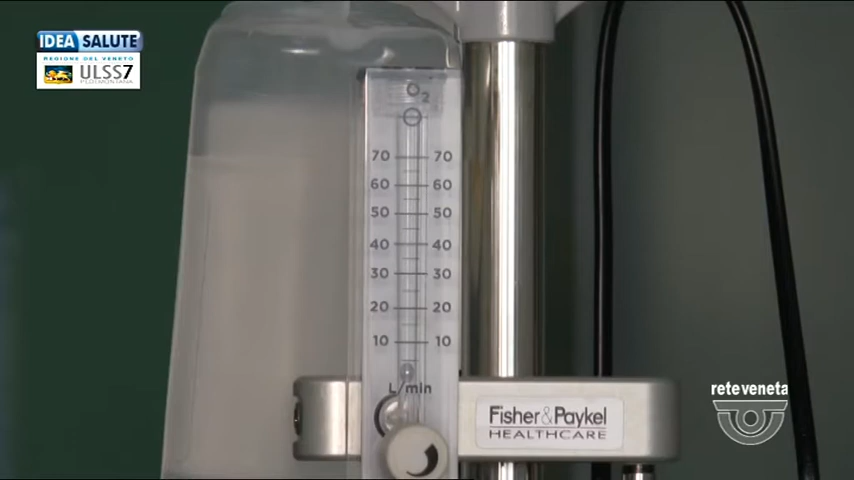 IDEA SALUTE
REGIONE DEL VENETO
ULSS7
PEDEMONTANA
O2
70 70
60 60
50 50
40 40
30 30
20 20
10 10
L/min
Fisher&Paykel
HEALTHCARE
reteveneta